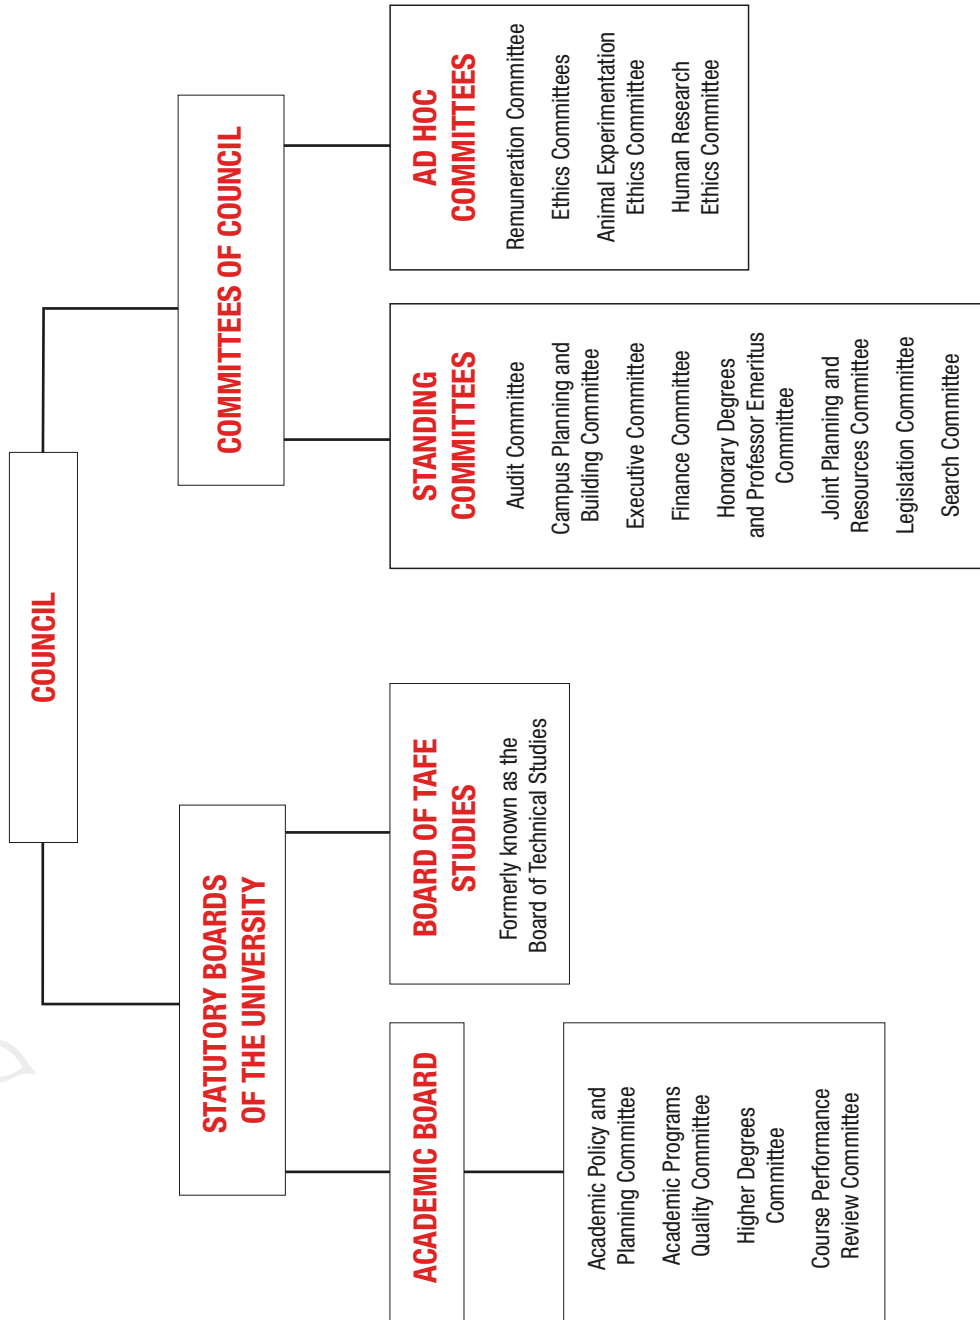 COUNCIL
STATUTORY BOARDS
OF THE UNIVERSITY
COMMITTEES OF COUNCIL
ACADEMIC BOARD
Academic Policy and
Planning Committee
Academic Programs
Quality Committee
Higher Degrees
Committee
Course Performance
Review Committee
BOARD OF TAFE
STUDIES
Formerly known as the
Board of Technical Studies
STANDING
COMMITTEES
Audit Committee
Campus Planning and
Building Committee
Executive Committee
Finance Committee
Honorary Degrees
and Professor Emeritus
Committee
Joint Planning and
Resources Committee
Legislation Committee
Search Committee
AD HOC
COMMITTEES
Remuneration Committee
Ethics Committees
Animal Experimentation
Ethics Committee
Human Research
Ethics Committee